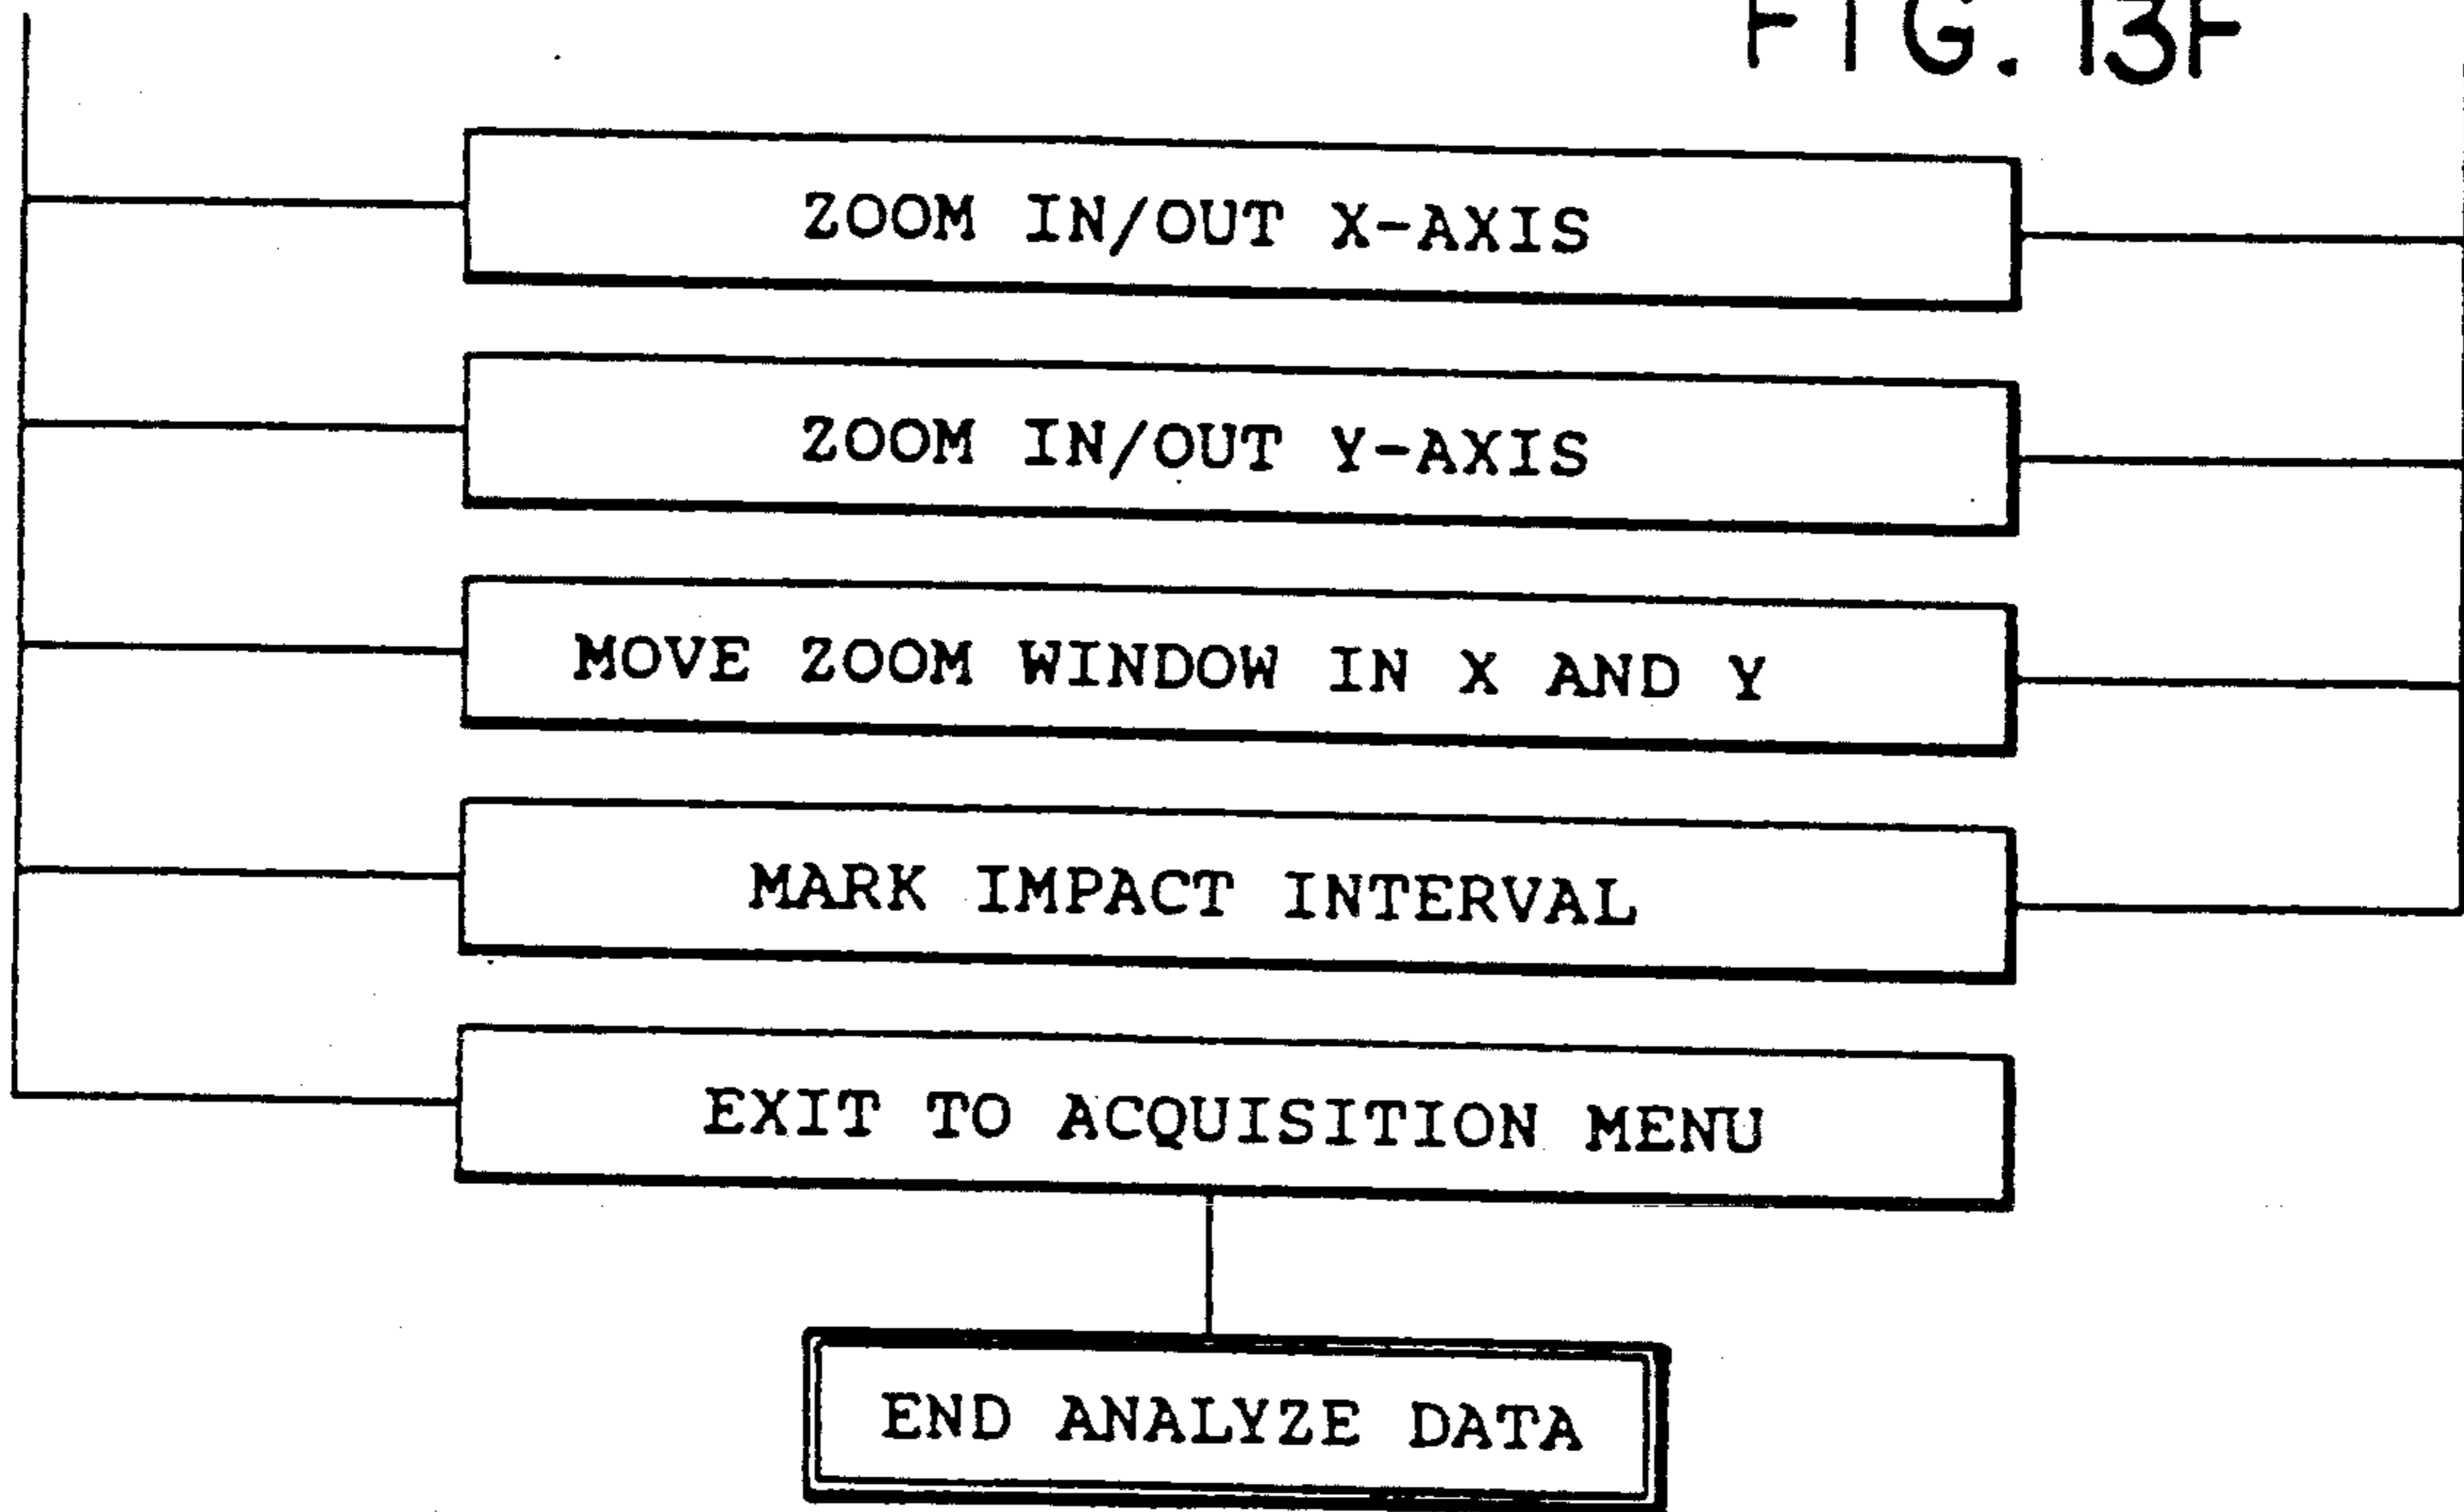 FIG. 13F
ZOOM IN/OUT X-AXIS
ZOOM IN/OUT Y-AXIS
MOVE ZOOM WINDOW IN X AND Y
MARK IMPACT INTERVAL
EXIT TO ACQUISITION MENU
END ANALYZE DATA